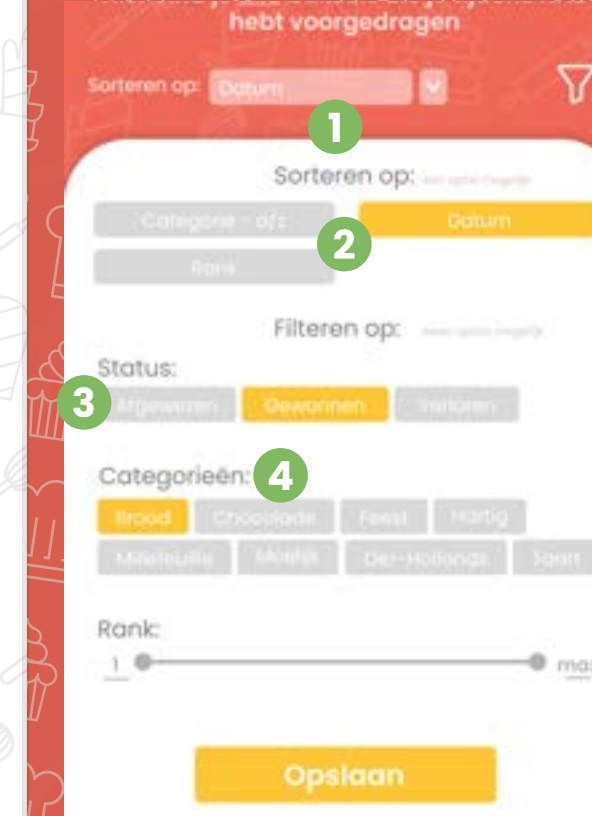 hebt voorgedragen
Sorteren op: Datum
1
Sorteren op:
Categorie - Datum
2
Rank
Filteren op:
Status:
3 Afgewezen Gewonnen Verloren
Categorieën: 4
Brood Chocolade Feest Hartig
Millefeuille Oer-Hollands Taart
Rank:
1
Opslaan